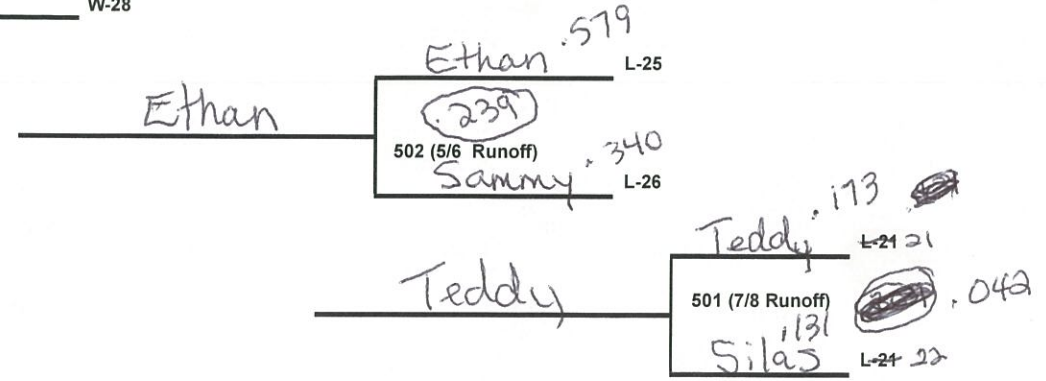 W-28
Ethan .579 L-25
Ethan
.239
502 (5/6 Runoff)
Sammy .340 L-26
Teddy .173 L-21 21
Teddy
501 (7/8 Runoff) .042
Silas .131 L-21 22